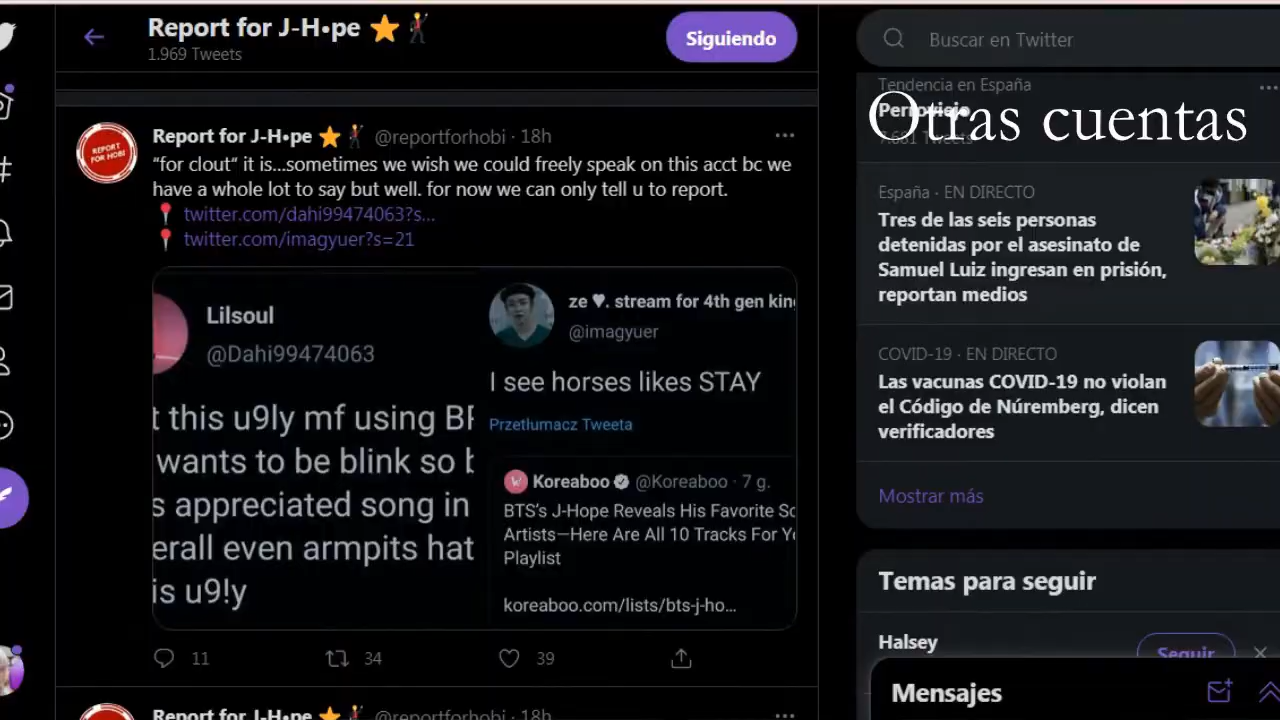 Report for J-H•pe ⭐🕺
1.969 Tweets
Siguiendo
Report for J-H•pe ⭐🕺 @reportforhobi · 18h
"for clout" it is...sometimes we wish we could freely speak on this acct bc we
have a whole lot to say but well. for now we can only tell u to report.
📍 twitter.com/dahi99474063?s...
📍 twitter.com/imagyuer?s=21
REPORT
FOR HOBI
Lilsoul
@Dahi99474063
t this u9ly mf using
wants to be blink so
s appreciated song in
erall even armpits hat
is u9!y
ze ♥. stream for 4th gen
@imagyuer
I see horses likes STAY
Przetłumacz Tweeta
Koreaboo @Koreaboo · 7 g.
BTS's J-Hope Reveals His Favorite
Artists—Here Are All 10 Tracks For
Playlist
koreaboo.com/lists/bts-j-ho...
11 34 39
Report for J-H•pe ⭐🕺 @reportforhobi · 18h
Buscar en Twitter
Tendencia en España
Perroviejo
7.681 Tweets
Otras cuentas
España · EN DIRECTO
Tres de las seis personas
detenidas por el asesinato de
Samuel Luiz ingresan en prisión,
reportan medios
COVID-19 · EN DIRECTO
Las vacunas COVID-19 no violan
el Código de Núremberg, dicen
verificadores
Mostrar más
Temas para seguir
Halsey
Seguir
Mensajes